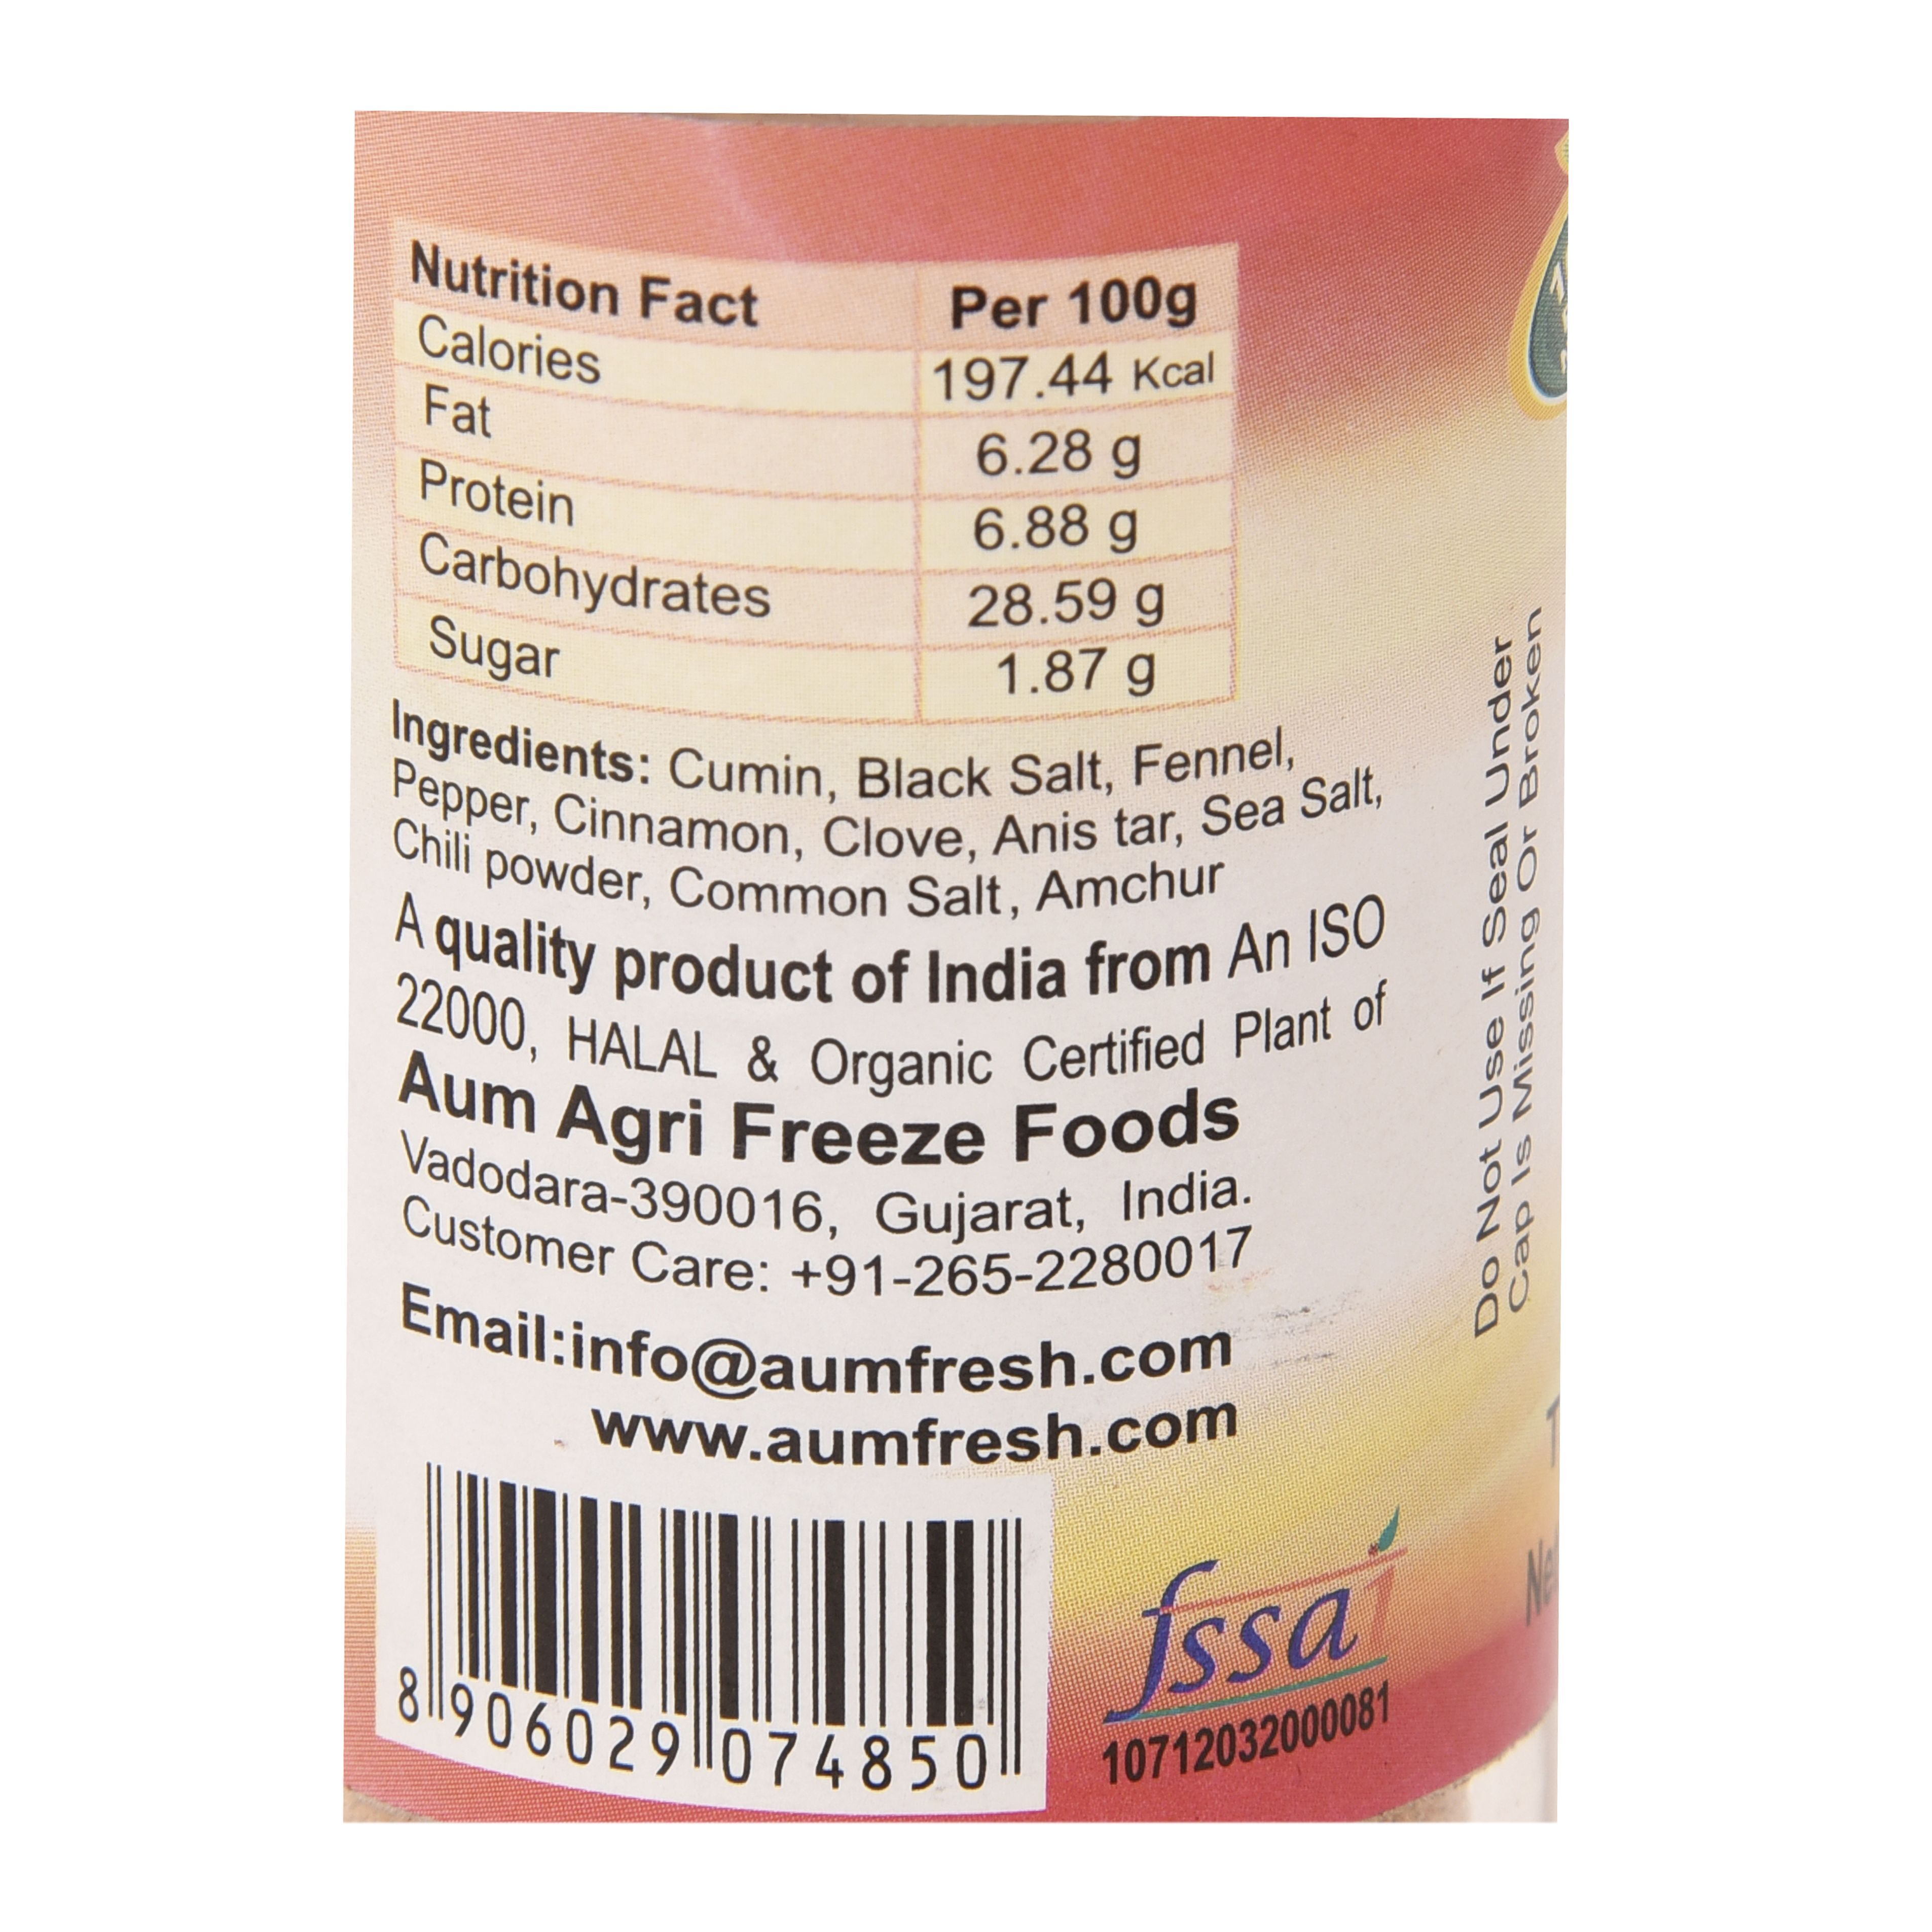 Nutrition Fact Per 100g
Calories 197.44 Kcal
Fat 6.28 g
Protein 6.88 g
Carbohydrates 28.59 g
Sugar 1.87 g
Ingredients: Cumin, Black Salt, Fennel,
Pepper, Cinnamon, Clove, Anis tar, Sea Salt,
Chili powder, Common Salt, Amchur
A quality product of India from An ISO
22000, HALAL & Organic Certified Plant of
Aum Agri Freeze Foods
Vadodara-390016, Gujarat, India.
Customer Care: +91-265-2280017
Email:info@aumfresh.com
www.aumfresh.com
8 906029 074850
fssai
10712032000081
Do Not Use If Seal Under
Cap Is Missing Or Broken